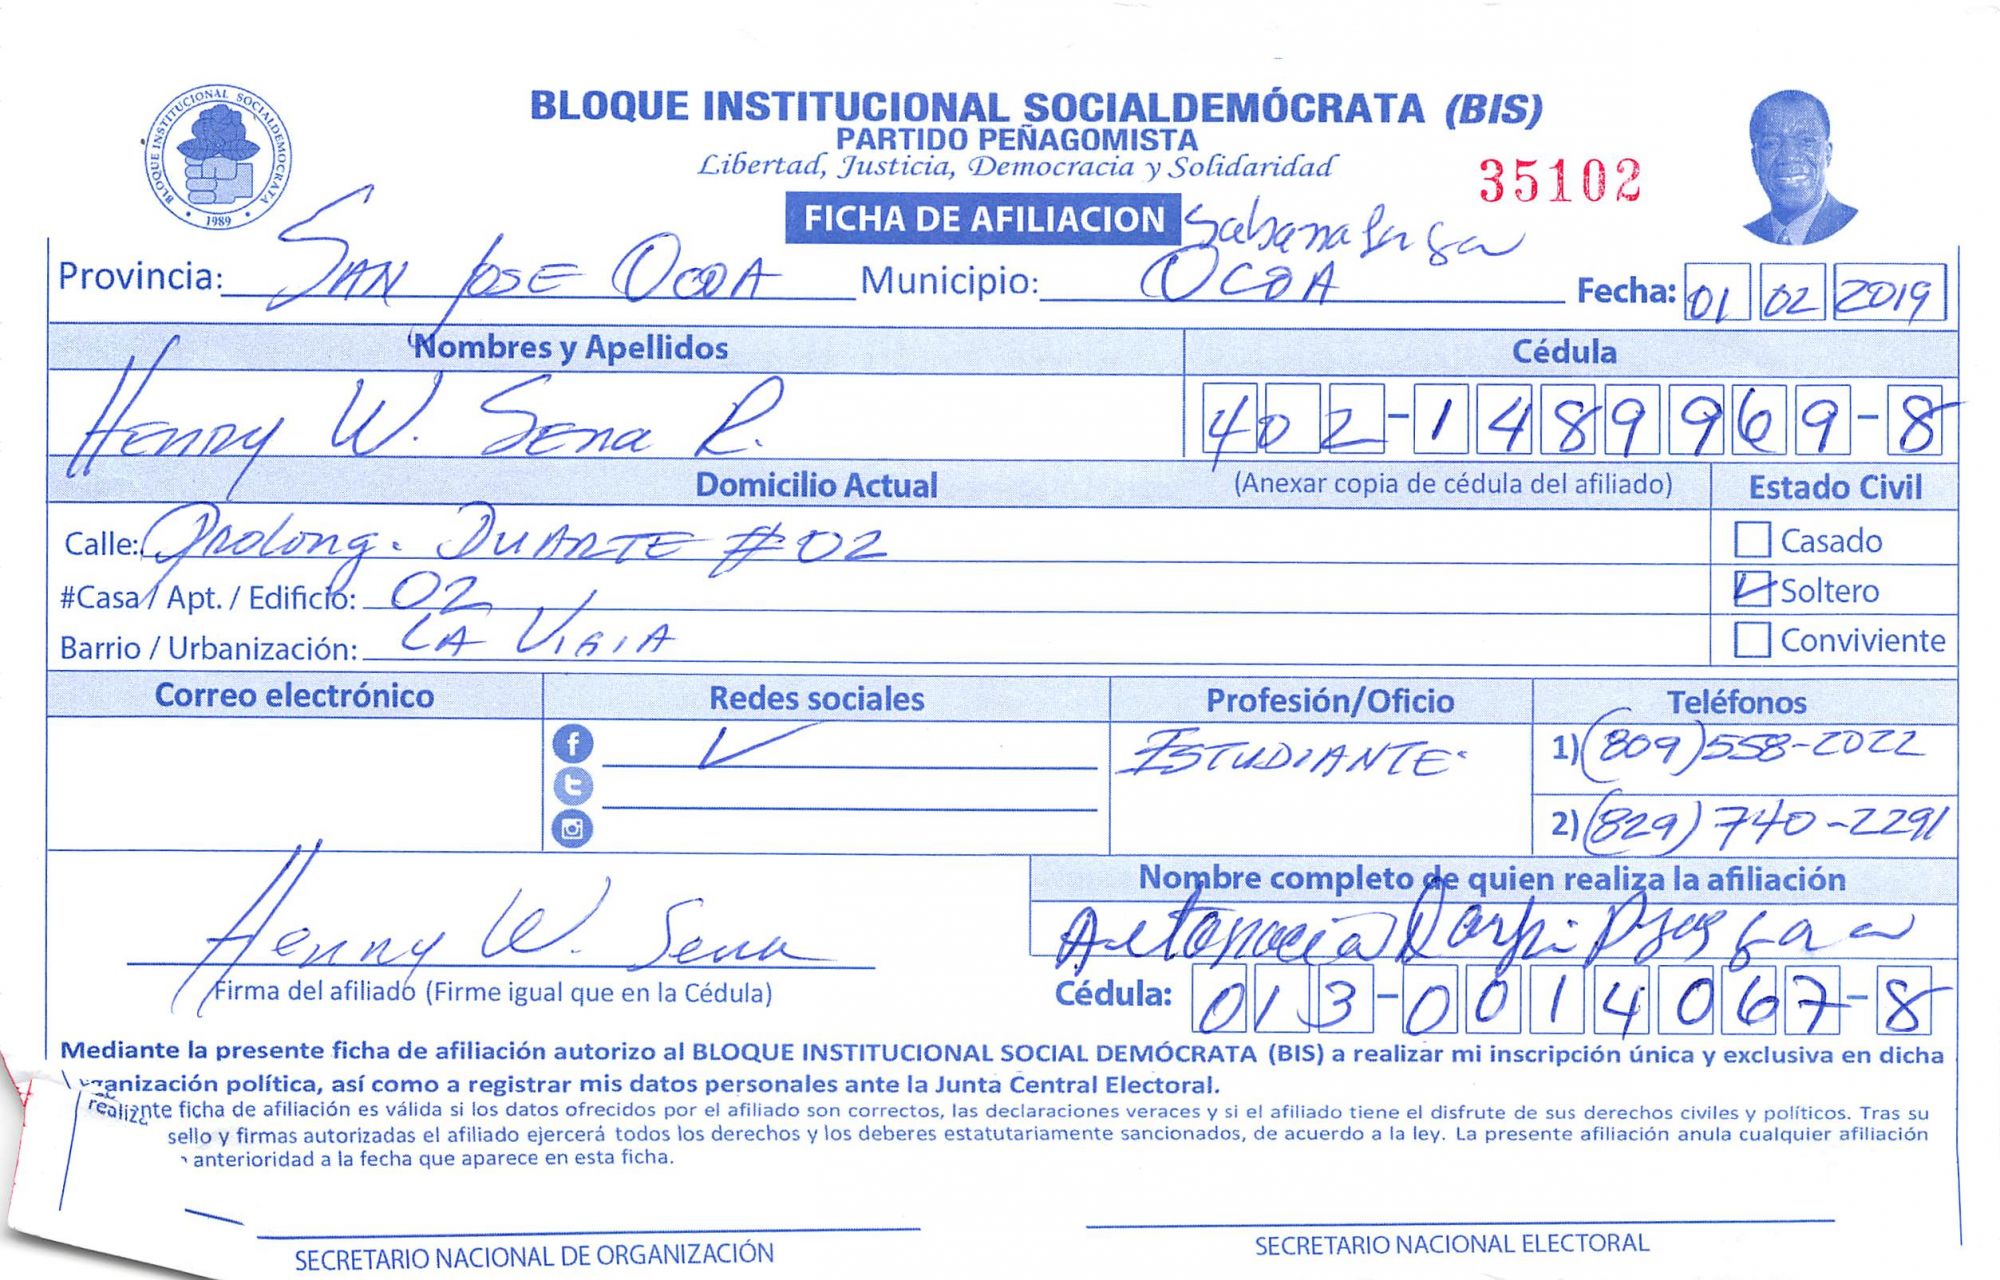 BLOQUE INSTITUCIONAL SOCIALDEMÓCRATA
1989
BLOQUE INSTITUCIONAL SOCIALDEMÓCRATA (BIS)
PARTIDO PEÑAGOMISTA
Libertad, Justicia, Democracia y Solidaridad
35102
FICHA DE AFILIACION Sabana Larga
Provincia: SAN JOSE OCOA Municipio: OCOA Fecha: 01 02 2019
Nombres y Apellidos Cédula
HENRY W. SENA R. 402-1489969-8
Domicilio Actual (Anexar copia de cédula del afiliado) Estado Civil
Calle: Prolong. DUARTE #02 Casado
#Casa / Apt. / Edificio: 02 Soltero
Barrio / Urbanización: LA VIGIA Conviviente
Correo electrónico Redes sociales Profesión/Oficio Teléfonos
ESTUDIANTE. 1) (809) 558-2022
2) (829) 740-2291
Nombre completo de quien realiza la afiliación
Henny W. Sena
Firma del afiliado (Firme igual que en la Cédula) Cédula: 013-0014067-8
Mediante la presente ficha de afiliación autorizo al BLOQUE INSTITUCIONAL SOCIAL DEMÓCRATA (BIS) a realizar mi inscripción única y exclusiva en dicha
anización política, así como a registrar mis datos personales ante la Junta Central Electoral.
nte ficha de afiliación es válida si los datos ofrecidos por el afiliado son correctos, las declaraciones veraces y si el afiliado tiene el disfrute de sus derechos civiles y políticos. Tras su
sello y firmas autorizadas el afiliado ejercerá todos los derechos y los deberes estatutariamente sancionados, de acuerdo a la ley. La presente afiliación anula cualquier afiliación
anterioridad a la fecha que aparece en esta ficha.
SECRETARIO NACIONAL DE ORGANIZACIÓN SECRETARIO NACIONAL ELECTORAL